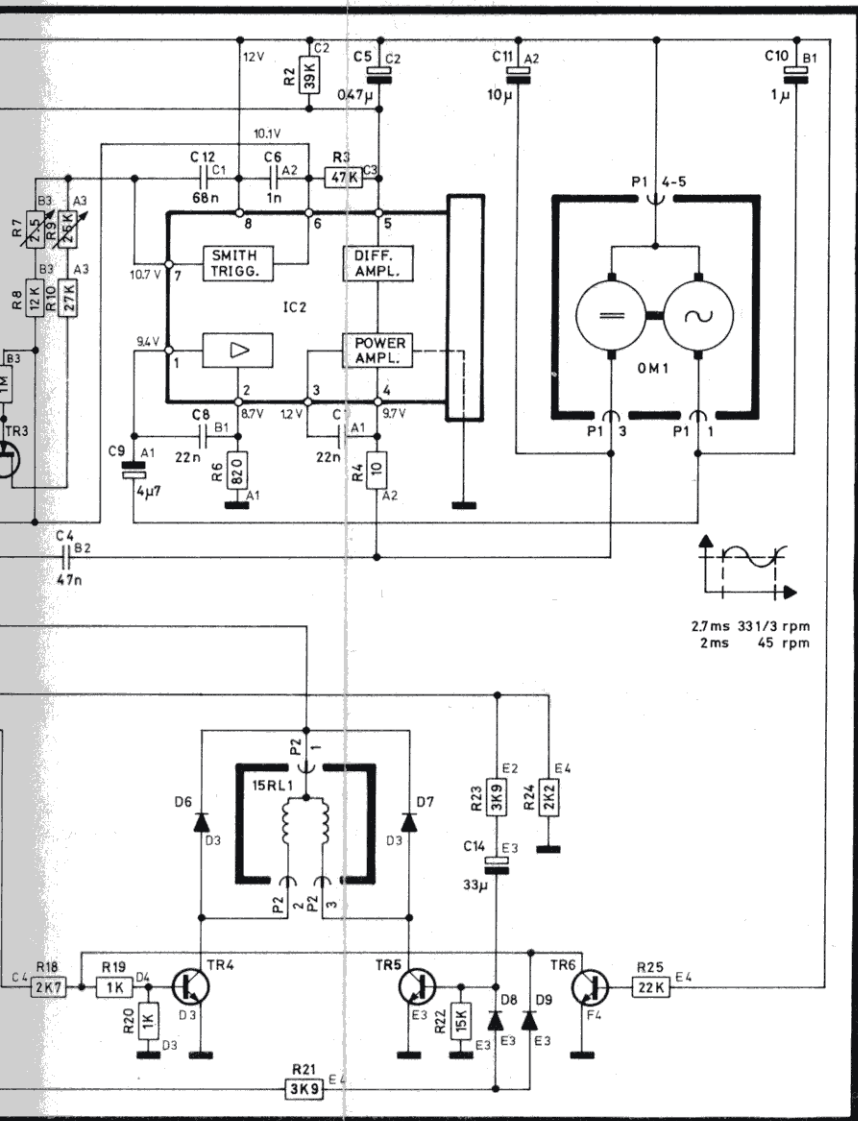 12V
R2 39K C2
C5 C2
0.47µ
C11 A2
10µ
C10 B1
1µ
10.1V
C12 C1
68n
C6 A2
1n
R3
47K C3
P1 4-5
R7 B3
R9 A3
8 6 5
10.7V 7
SMITH
TRIGG.
DIFF.
AMPL.
R8 12K B3
R10 27K A3
IC2
9.4V
1
POWER
AMPL.
OM1
B3
1M
TR3
2 3 4
8.7V 1.2V 9.7V
P1 3
P1 1
C8 B1
22n
A1
22n
C9 A1
4µ7
R6 820 A1
R4 10 A2
C4
B2
47n
2.7ms 33 1/3 rpm
2ms 45 rpm
P2 1
15RL1
D6
D3
D7
D3
R23 3K9 E2
R24 2K2 E4
C14 E3
33µ
P2 2
P2 3
C4 R18
2K7
R19
1K D4
TR4
D3
TR5
E3
TR6
F4
R25
22K E4
R20 1K
D3
R22 15K
E3
D8
E3
D9
E3
R21
3K9 E4